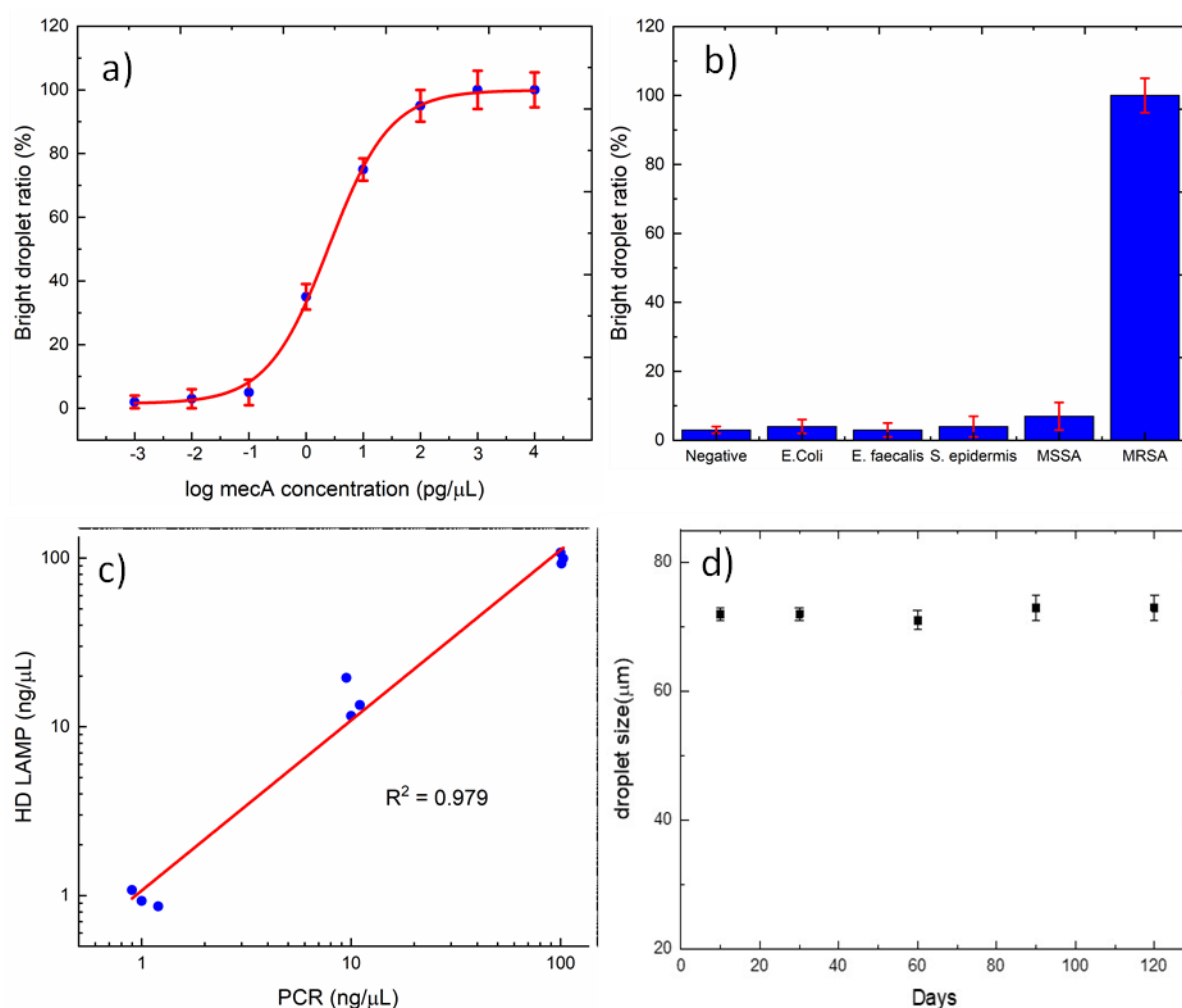 a)
120
100
80
60
40
20
0
Bright droplet ratio (%)
-3 -2 -1 0 1 2 3 4
log mecA concentration (pg/μL)
b)
120
100
80
60
40
20
0
Bright droplet ratio (%)
Negative E.Coli E. faecalis S. epidermis MSSA MRSA
c)
100
10
1
HD LAMP (ng/μL)
R² = 0.979
1 10 100
PCR (ng/μL)
d)
80
60
40
20
droplet size(μm)
0 20 40 60 80 100 120
Days